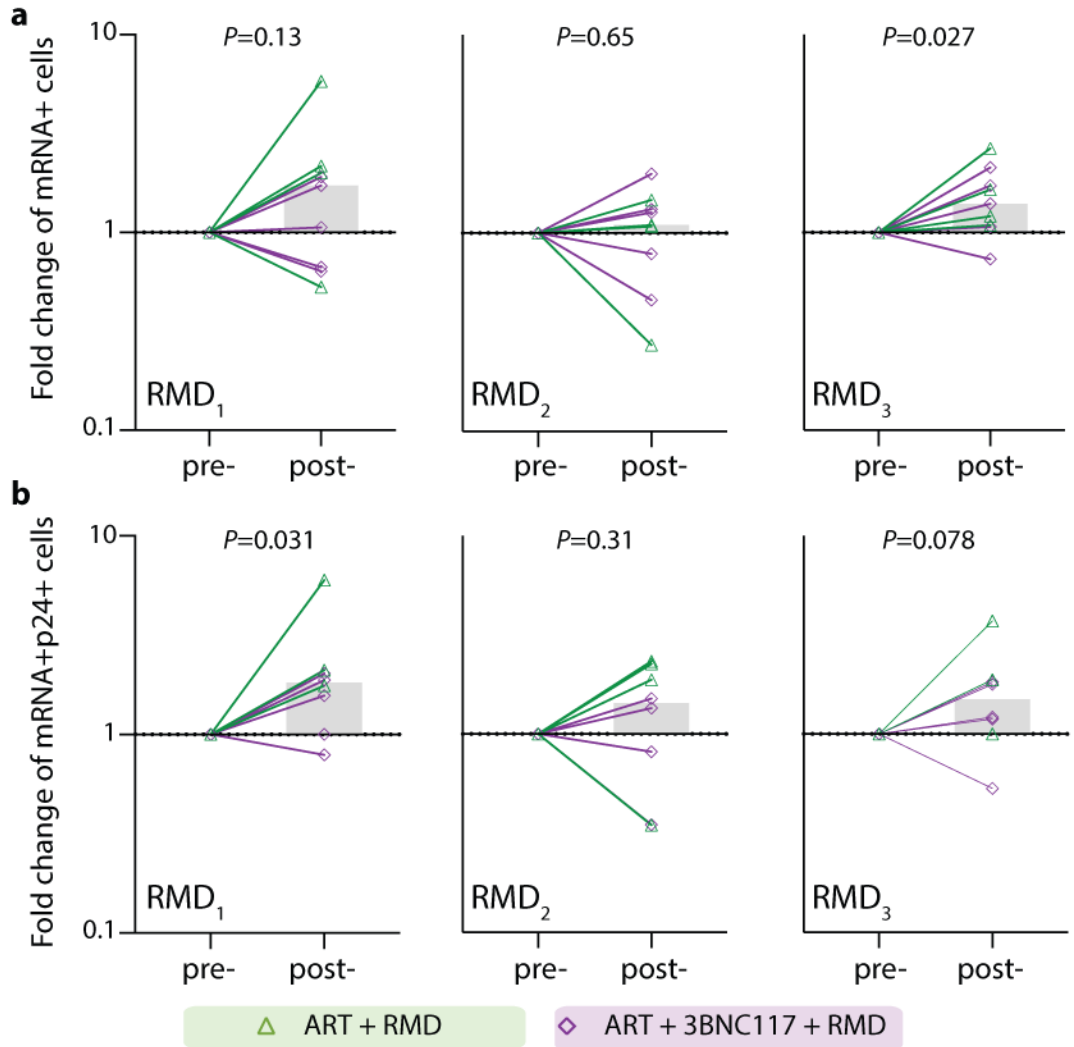 a
Fold change of mRNA+ cells
10
1
0.1
P=0.13
RMD1
pre-
post-
P=0.65
RMD2
pre-
post-
P=0.027
RMD3
pre-
post-
b
Fold change of mRNA+p24+ cells
10
1
0.1
P=0.031
RMD1
pre-
post-
P=0.31
RMD2
pre-
post-
P=0.078
RMD3
pre-
post-
ART + RMD
ART + 3BNC117 + RMD